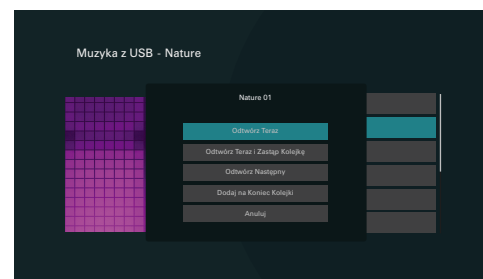 Muzyka z USB - Nature
Nature 01
Odtwórz Teraz
Odtwórz Teraz i Zastąp Kolejkę
Odtwórz Następny
Dodaj na Koniec Kolejki
Anuluj